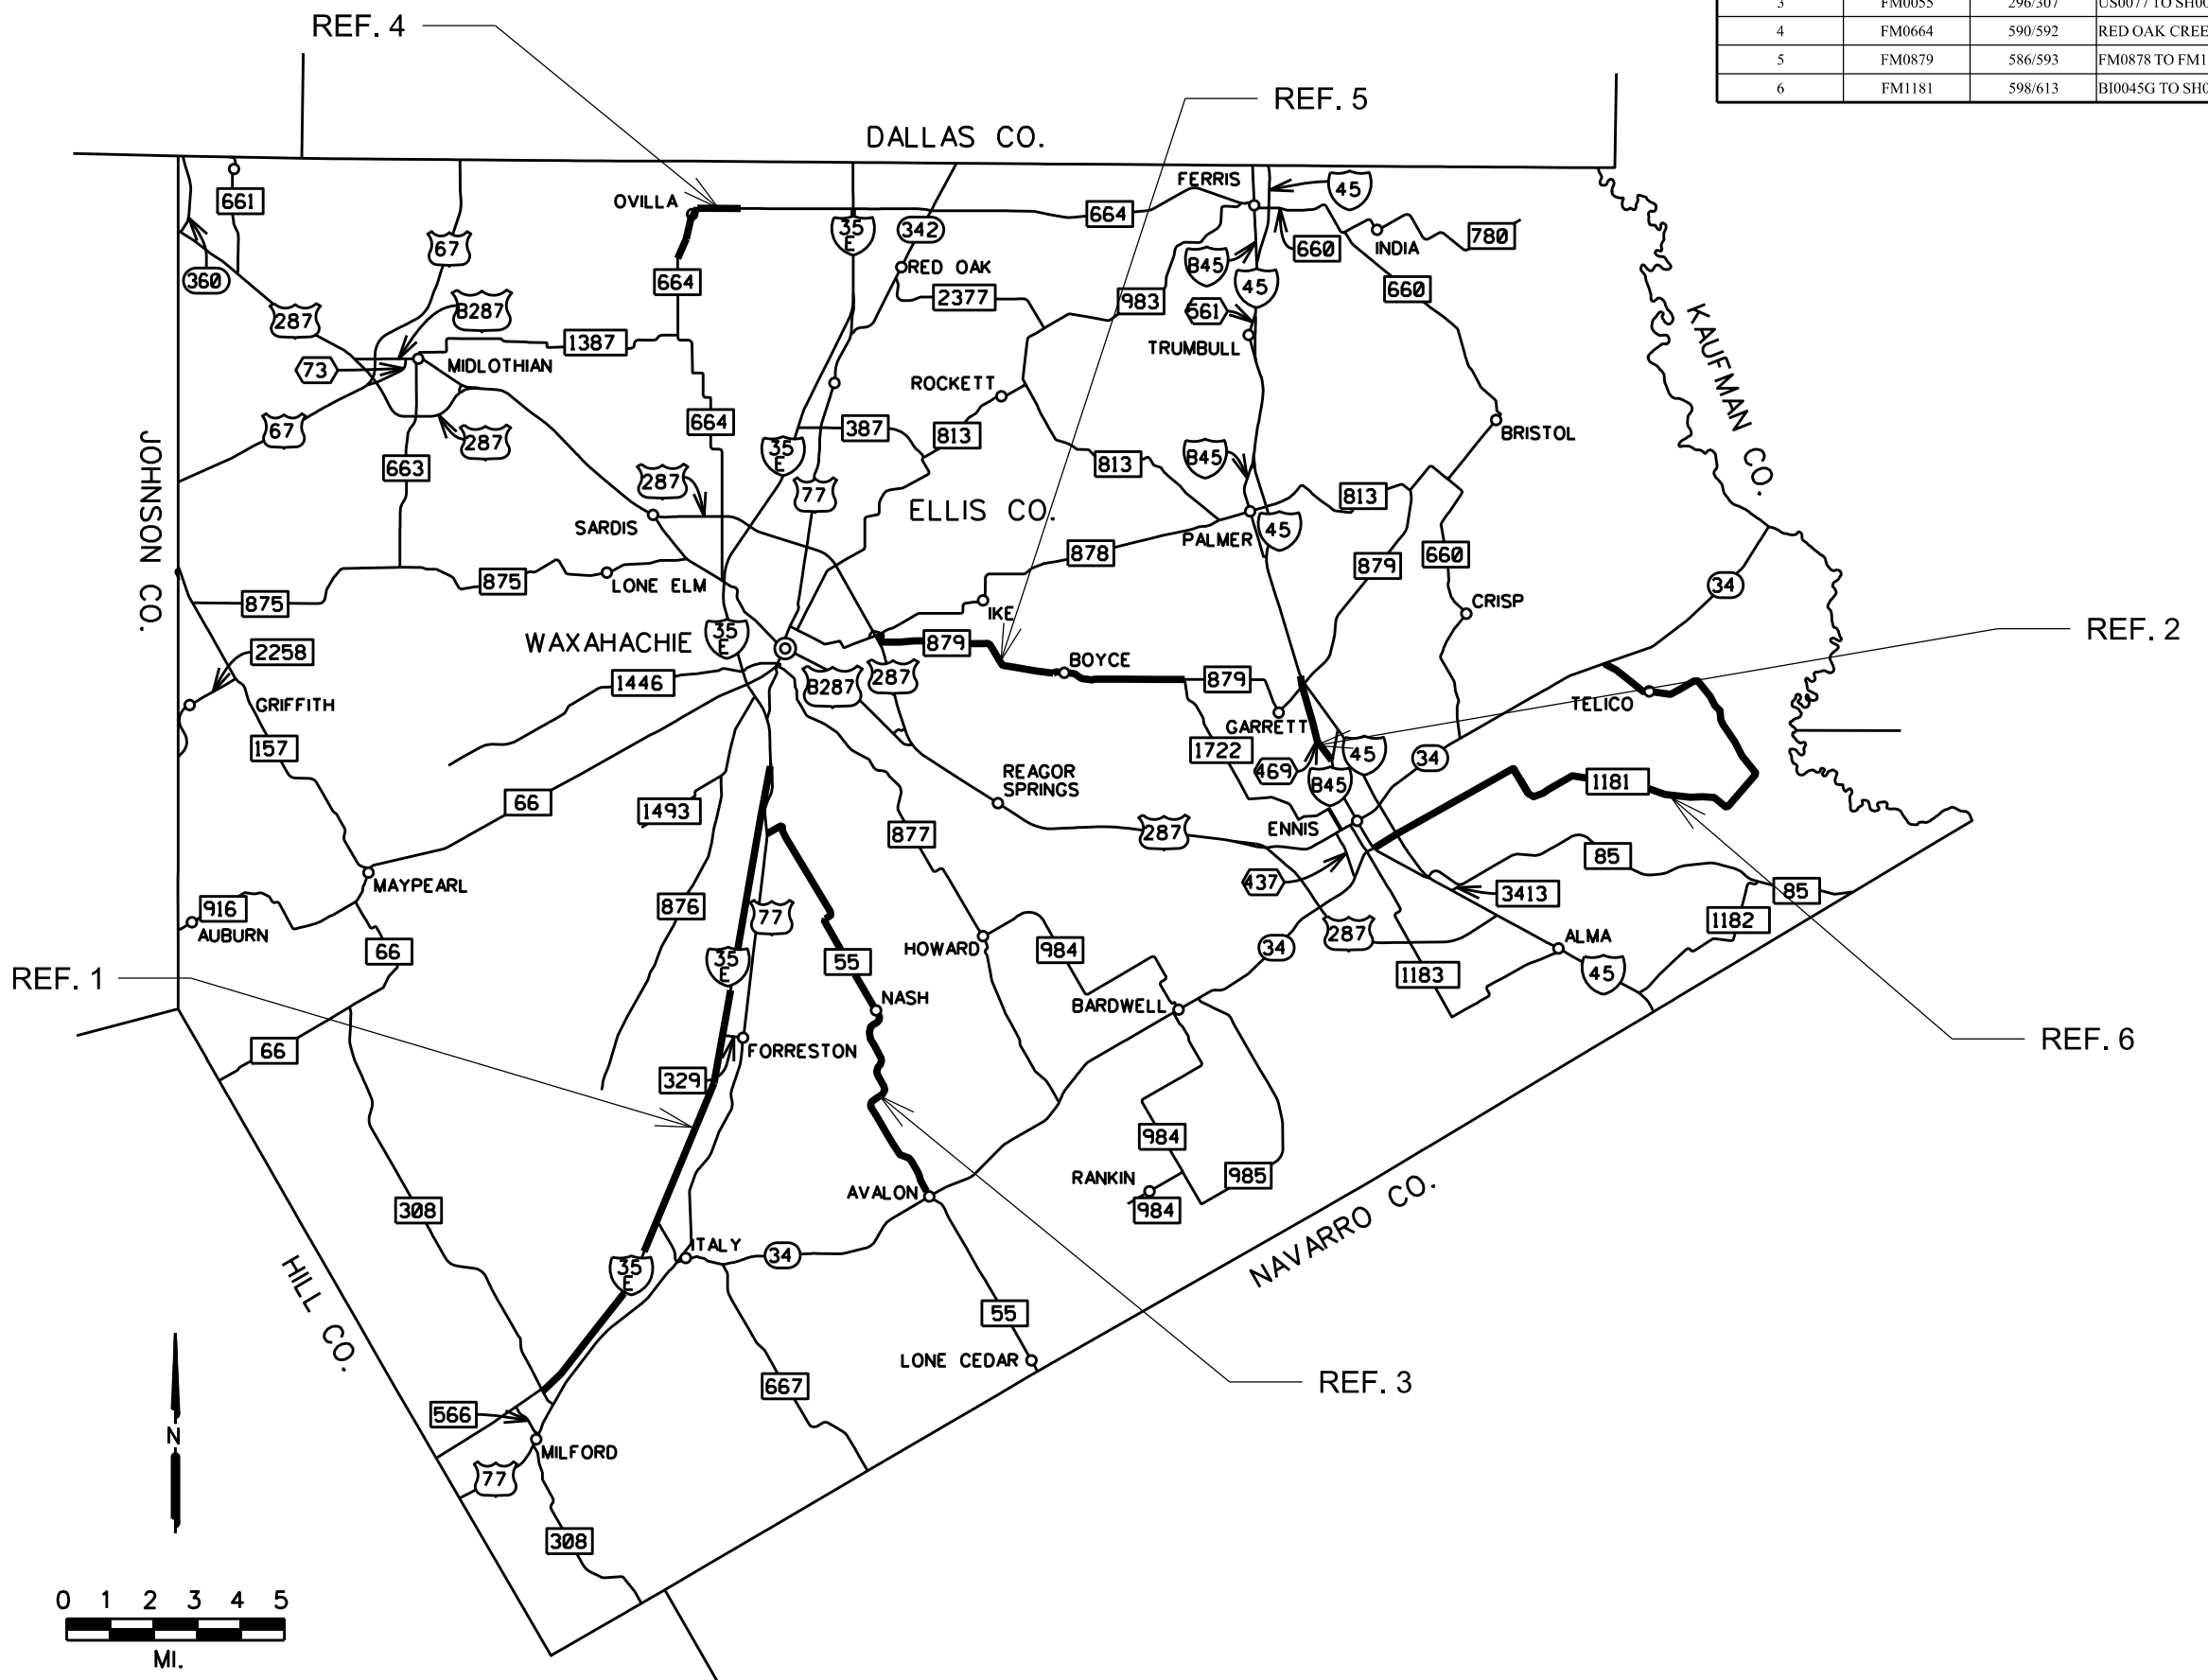 3 FM0055 296/307 US0077 TO SH00
4 FM0664 590/592 RED OAK CREE
5 FM0879 586/593 FM0878 TO FM1
6 FM1181 598/613 BI0045G TO SH0
REF. 4
REF. 5
DALLAS CO.
FERRIS
45
661
OVILLA
664
35
E
342
67
B45
660
INDIA
780
360
RED OAK
664
45
660
2377
983
B287
287
561
KAUFMAN CO.
1387
TRUMBULL
73
MIDLOTHIAN
ROCKETT
664
67
387
813
BRISTOL
287
35
E
JOHNSON CO.
663
813
B45
287
77
813
ELLIS CO.
SARDIS
45
PALMER
878
660
879
LONE ELM
875
34
875
IKE
CRISP
REF. 2
WAXAHACHIE
35
E
879
2258
BOYCE
1446
B287
287
879
GRIFFITH
TELICO
GARRETT
157
1722
45
34
469
REAGOR
SPRINGS
B45
1181
66
1493
ENNIS
287
877
85
MAYPEARL
437
3413
85
916
876
AUBURN
77
1182
287
ALMA
66
HOWARD
984
34
55
35
E
45
1183
REF. 1
NASH
BARDWELL
66
FORRESTON
REF. 6
329
984
985
RANKIN
AVALON
984
308
NAVARRO CO.
ITALY
34
35
E
HILL CO.
55
LONE CEDAR
REF. 3
667
566
N
MILFORD
77
308
0 1 2 3 4 5
MI.